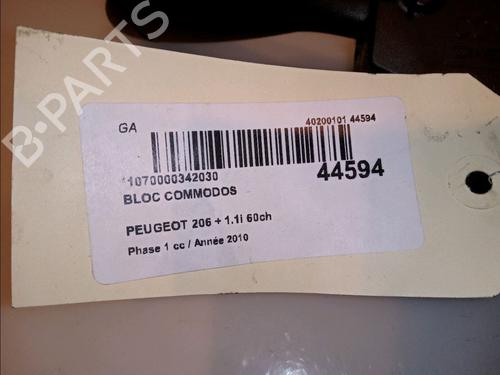 B-PARTS
GA
40200101 44594
*1070000342030
44594
BLOC COMMODOS
PEUGEOT 206 + 1.1i 60ch
Phase 1 cc / Année 2010